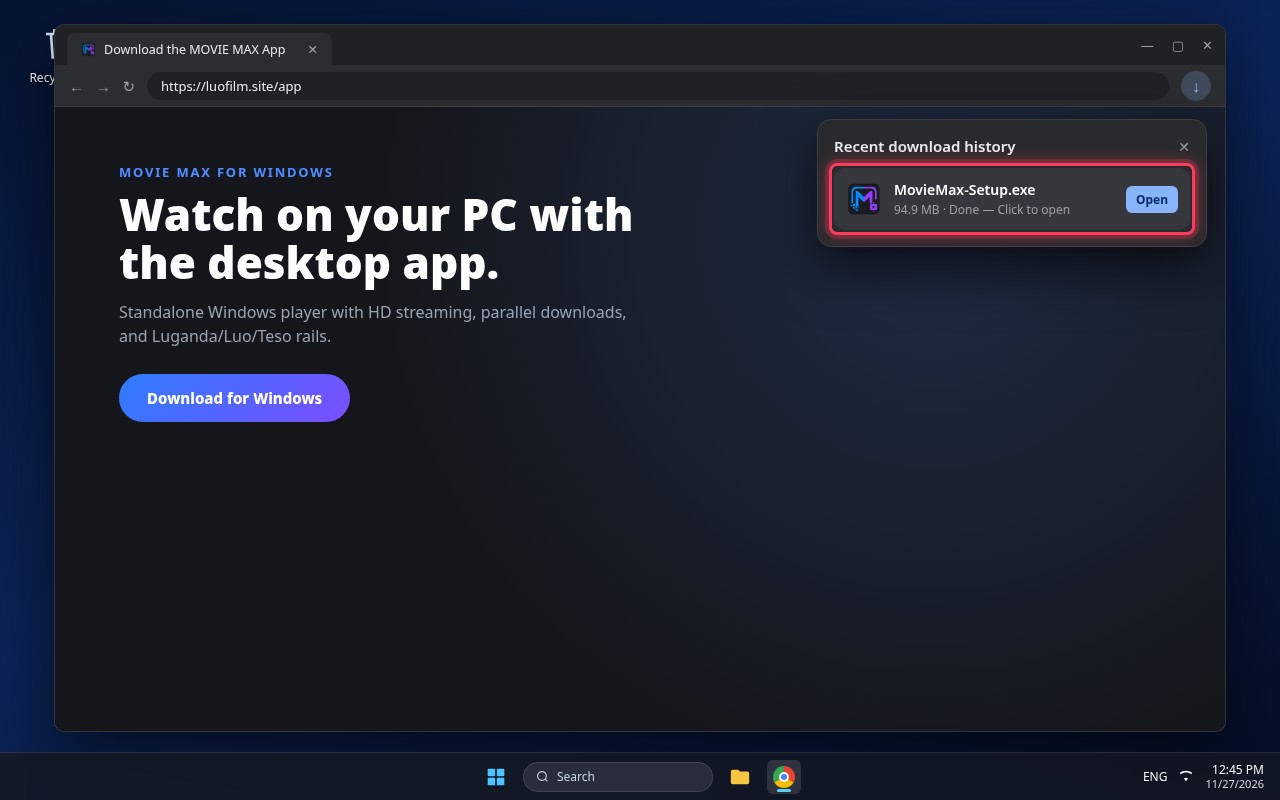 Download the MOVIE MAX App
https://luofilm.site/app
Recent download history
MovieMax-Setup.exe
94.9 MB · Done — Click to open
Open
MOVIE MAX FOR WINDOWS
Watch on your PC with
the desktop app.
Standalone Windows player with HD streaming, parallel downloads,
and Luganda/Luo/Teso rails.
Download for Windows
Search
ENG
12:45 PM
11/27/2026